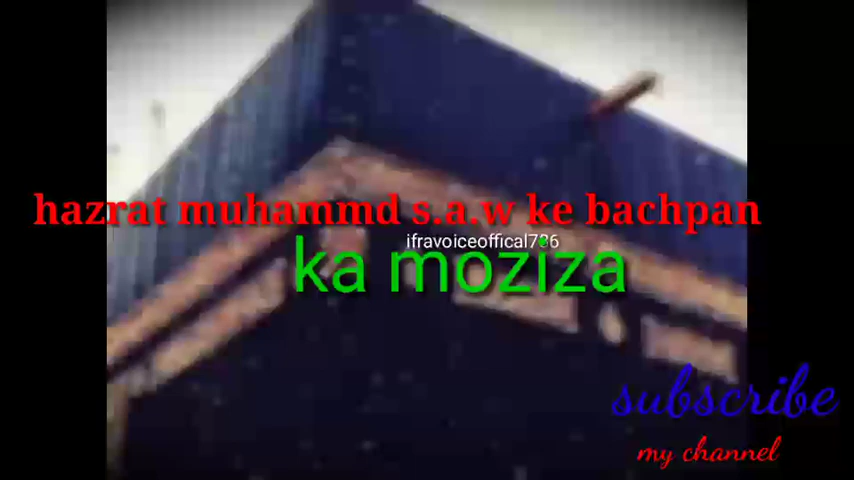 hazrat muhammd s.a.w ke bachpan
ifravoiceoffical786
ka moziza
subscribe
my channel